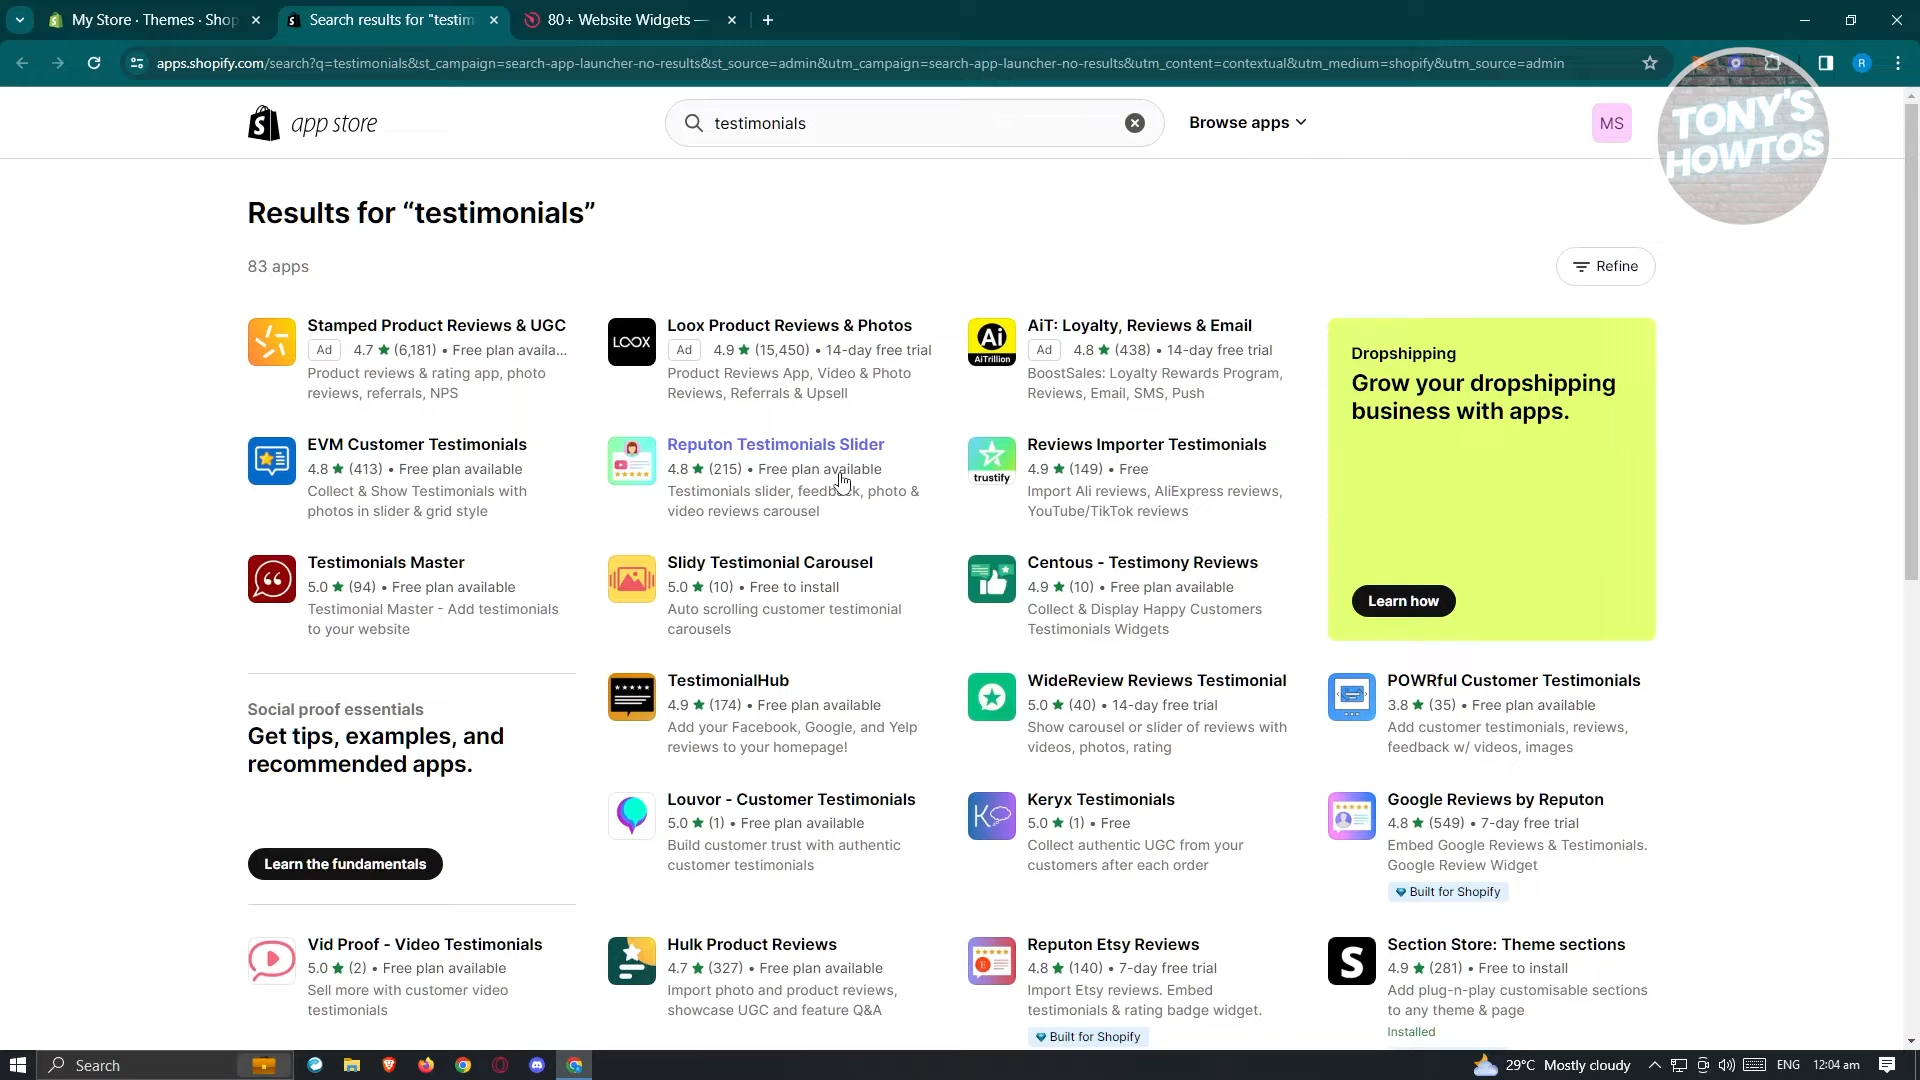 My Store · Themes · Shop
Search results for "testim
80+ Website Widgets —
apps.shopify.com/search?q=testimonials&st_campaign=search-app-launcher-no-results&st_source=admin&utm_campaign=search-app-launcher-no-results&utm_content=contextual&utm_medium=shopify&utm_source=admin
R
app store
testimonials
Browse apps
MS
TONY'S
HOWTOS
Results for “testimonials”
83 apps
Refine
Stamped Product Reviews & UGC
Ad 4.7 ★ (6,181) • Free plan availa...
Product reviews & rating app, photo
reviews, referrals, NPS
LOOX
Loox Product Reviews & Photos
Ad 4.9 ★ (15,450) • 14-day free trial
Product Reviews App, Video & Photo
Reviews, Referrals & Upsell
Ai
AiTrillion
AiT: Loyalty, Reviews & Email
Ad 4.8 ★ (438) • 14-day free trial
BoostSales: Loyalty Rewards Program,
Reviews, Email, SMS, Push
Dropshipping
Grow your dropshipping
business with apps.
Learn how
EVM Customer Testimonials
4.8 ★ (413) • Free plan available
Collect & Show Testimonials with
photos in slider & grid style
Reputon Testimonials Slider
4.8 ★ (215) • Free plan available
Testimonials slider, feedback, photo &
video reviews carousel
trustify
Reviews Importer Testimonials
4.9 ★ (149) • Free
Import Ali reviews, AliExpress reviews,
YouTube/TikTok reviews
Testimonials Master
5.0 ★ (94) • Free plan available
Testimonial Master - Add testimonials
to your website
Slidy Testimonial Carousel
5.0 ★ (10) • Free to install
Auto scrolling customer testimonial
carousels
Centous - Testimony Reviews
4.9 ★ (10) • Free plan available
Collect & Display Happy Customers
Testimonials Widgets
Social proof essentials
Get tips, examples, and
recommended apps.
Learn the fundamentals
TestimonialHub
4.9 ★ (174) • Free plan available
Add your Facebook, Google, and Yelp
reviews to your homepage!
WideReview Reviews Testimonial
5.0 ★ (40) • 14-day free trial
Show carousel or slider of reviews with
videos, photos, rating
POWRful Customer Testimonials
3.8 ★ (35) • Free plan available
Add customer testimonials, reviews,
feedback w/ videos, images
Louvor - Customer Testimonials
5.0 ★ (1) • Free plan available
Build customer trust with authentic
customer testimonials
K
Keryx Testimonials
5.0 ★ (1) • Free
Collect authentic UGC from your
customers after each order
Google Reviews by Reputon
4.8 ★ (549) • 7-day free trial
Embed Google Reviews & Testimonials.
Google Review Widget
Built for Shopify
Vid Proof - Video Testimonials
5.0 ★ (2) • Free plan available
Sell more with customer video
testimonials
Hulk Product Reviews
4.7 ★ (327) • Free plan available
Import photo and product reviews,
showcase UGC and feature Q&A
Reputon Etsy Reviews
4.8 ★ (140) • 7-day free trial
Import Etsy reviews. Embed
testimonials & rating badge widget.
Built for Shopify
S
Section Store: Theme sections
4.9 ★ (281) • Free to install
Add plug-n-play customisable sections
to any theme & page
Installed
Search
29°C Mostly cloudy
ENG
12:04 am